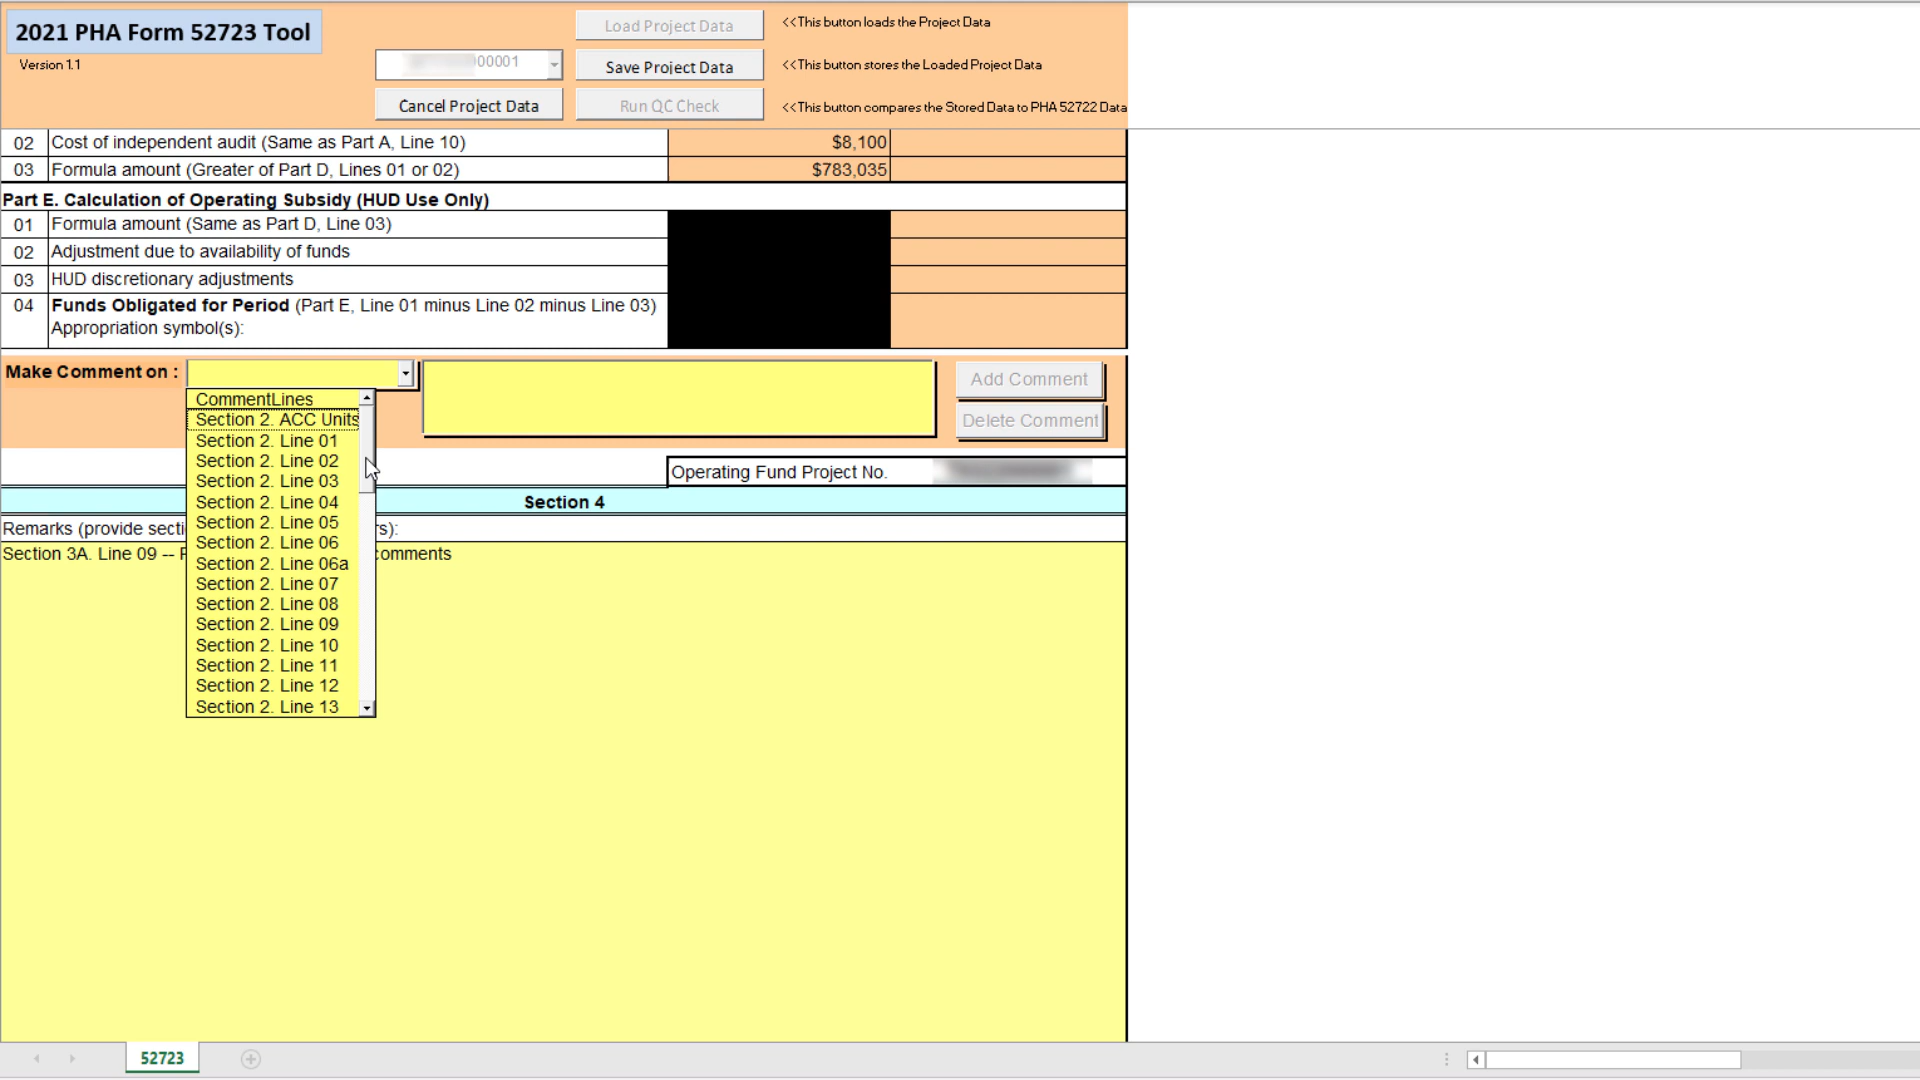 2021 PHA Form 52723 Tool
Version 1.1
00001
Load Project Data
<<This button loads the Project Data
Save Project Data
<<This button stores the Loaded Project Data
Cancel Project Data
Run QC Check
<<This button compares the Stored Data to PHA 52722 Data
02 Cost of independent audit (Same as Part A, Line 10) $8,100
03 Formula amount (Greater of Part D, Lines 01 or 02) $783,035
Part E. Calculation of Operating Subsidy (HUD Use Only)
01 Formula amount (Same as Part D, Line 03)
02 Adjustment due to availability of funds
03 HUD discretionary adjustments
04 Funds Obligated for Period (Part E, Line 01 minus Line 02 minus Line 03)
Appropriation symbol(s):
Make Comment on :
Add Comment
Delete Comment
CommentLines
Section 2. ACC Units
Section 2. Line 01
Section 2. Line 02
Section 2. Line 03
Section 2. Line 04
Section 2. Line 05
Section 2. Line 06
Section 2. Line 06a
Section 2. Line 07
Section 2. Line 08
Section 2. Line 09
Section 2. Line 10
Section 2. Line 11
Section 2. Line 12
Section 2. Line 13
Operating Fund Project No.
Section 4
Remarks (provide secti s):
Section 3A. Line 09 -- comments
52723